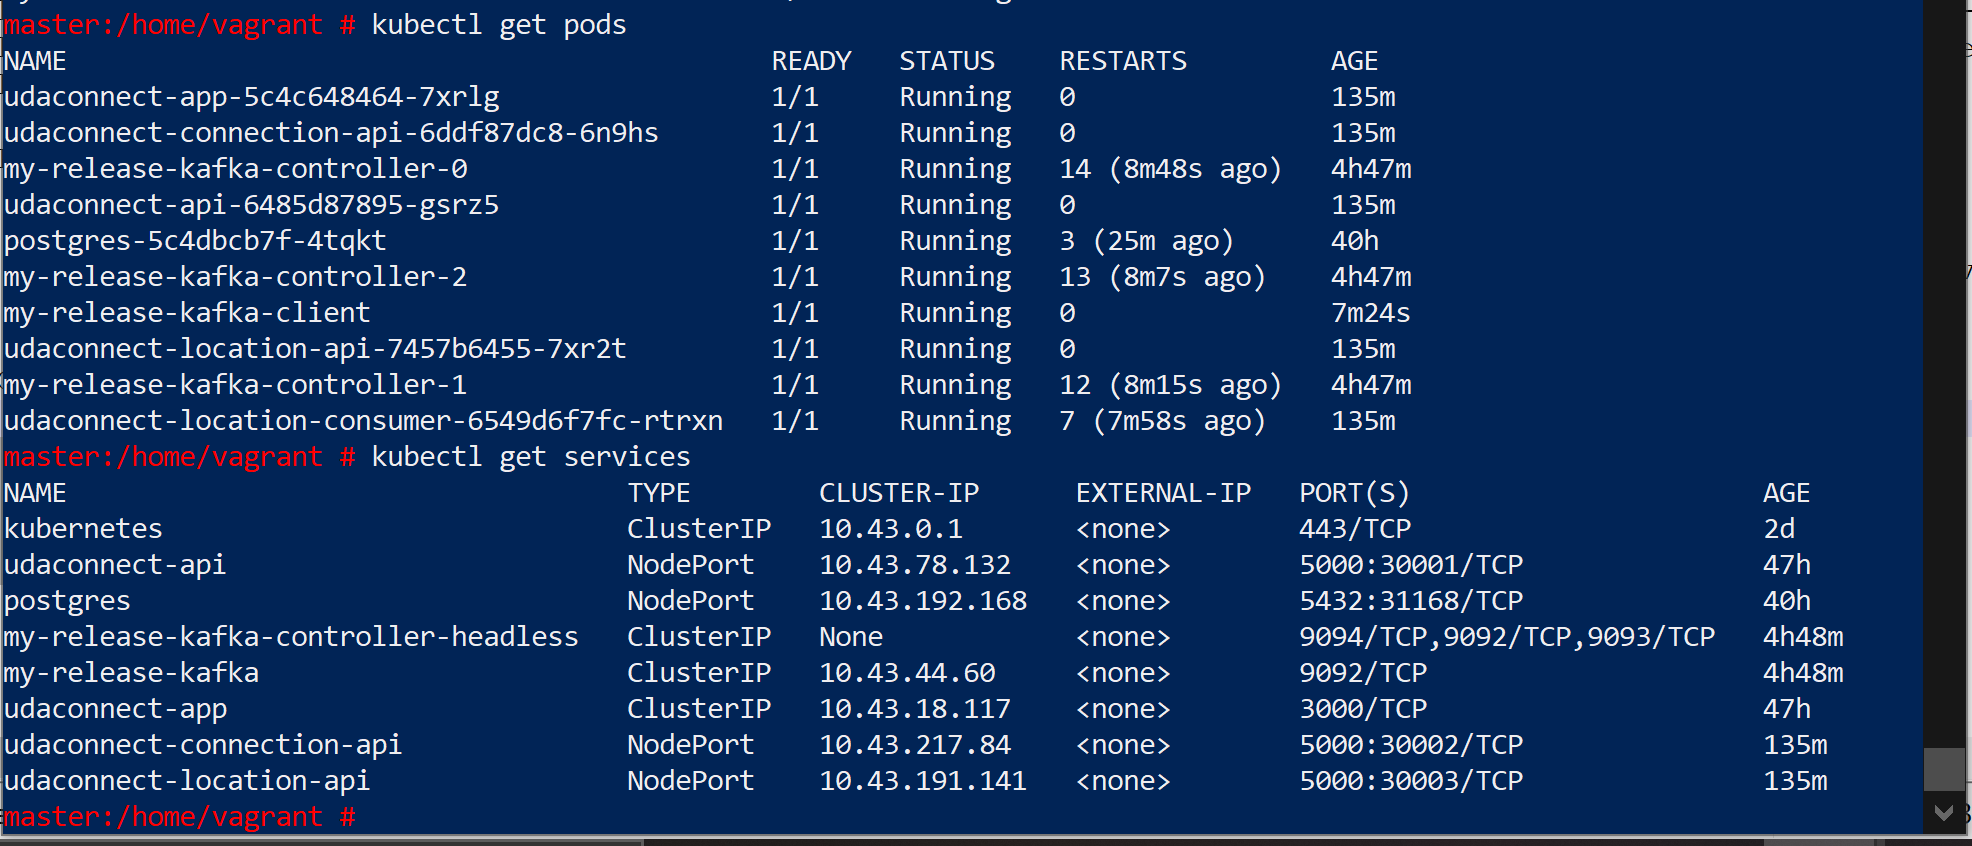 master:/home/vagrant # kubectl get pods
NAME READY STATUS RESTARTS AGE
udaconnect-app-5c4c648464-7xrlg 1/1 Running 0 135m
udaconnect-connection-api-6ddf87dc8-6n9hs 1/1 Running 0 135m
my-release-kafka-controller-0 1/1 Running 14 (8m48s ago) 4h47m
udaconnect-api-6485d87895-gsrz5 1/1 Running 0 135m
postgres-5c4dbcb7f-4tqkt 1/1 Running 3 (25m ago) 40h
my-release-kafka-controller-2 1/1 Running 13 (8m7s ago) 4h47m
my-release-kafka-client 1/1 Running 0 7m24s
udaconnect-location-api-7457b6455-7xr2t 1/1 Running 0 135m
my-release-kafka-controller-1 1/1 Running 12 (8m15s ago) 4h47m
udaconnect-location-consumer-6549d6f7fc-rtrxn 1/1 Running 7 (7m58s ago) 135m
master:/home/vagrant # kubectl get services
NAME TYPE CLUSTER-IP EXTERNAL-IP PORT(S) AGE
kubernetes ClusterIP 10.43.0.1 <none> 443/TCP 2d
udaconnect-api NodePort 10.43.78.132 <none> 5000:30001/TCP 47h
postgres NodePort 10.43.192.168 <none> 5432:31168/TCP 40h
my-release-kafka-controller-headless ClusterIP None <none> 9094/TCP,9092/TCP,9093/TCP 4h48m
my-release-kafka ClusterIP 10.43.44.60 <none> 9092/TCP 4h48m
udaconnect-app ClusterIP 10.43.18.117 <none> 3000/TCP 47h
udaconnect-connection-api NodePort 10.43.217.84 <none> 5000:30002/TCP 135m
udaconnect-location-api NodePort 10.43.191.141 <none> 5000:30003/TCP 135m
master:/home/vagrant #